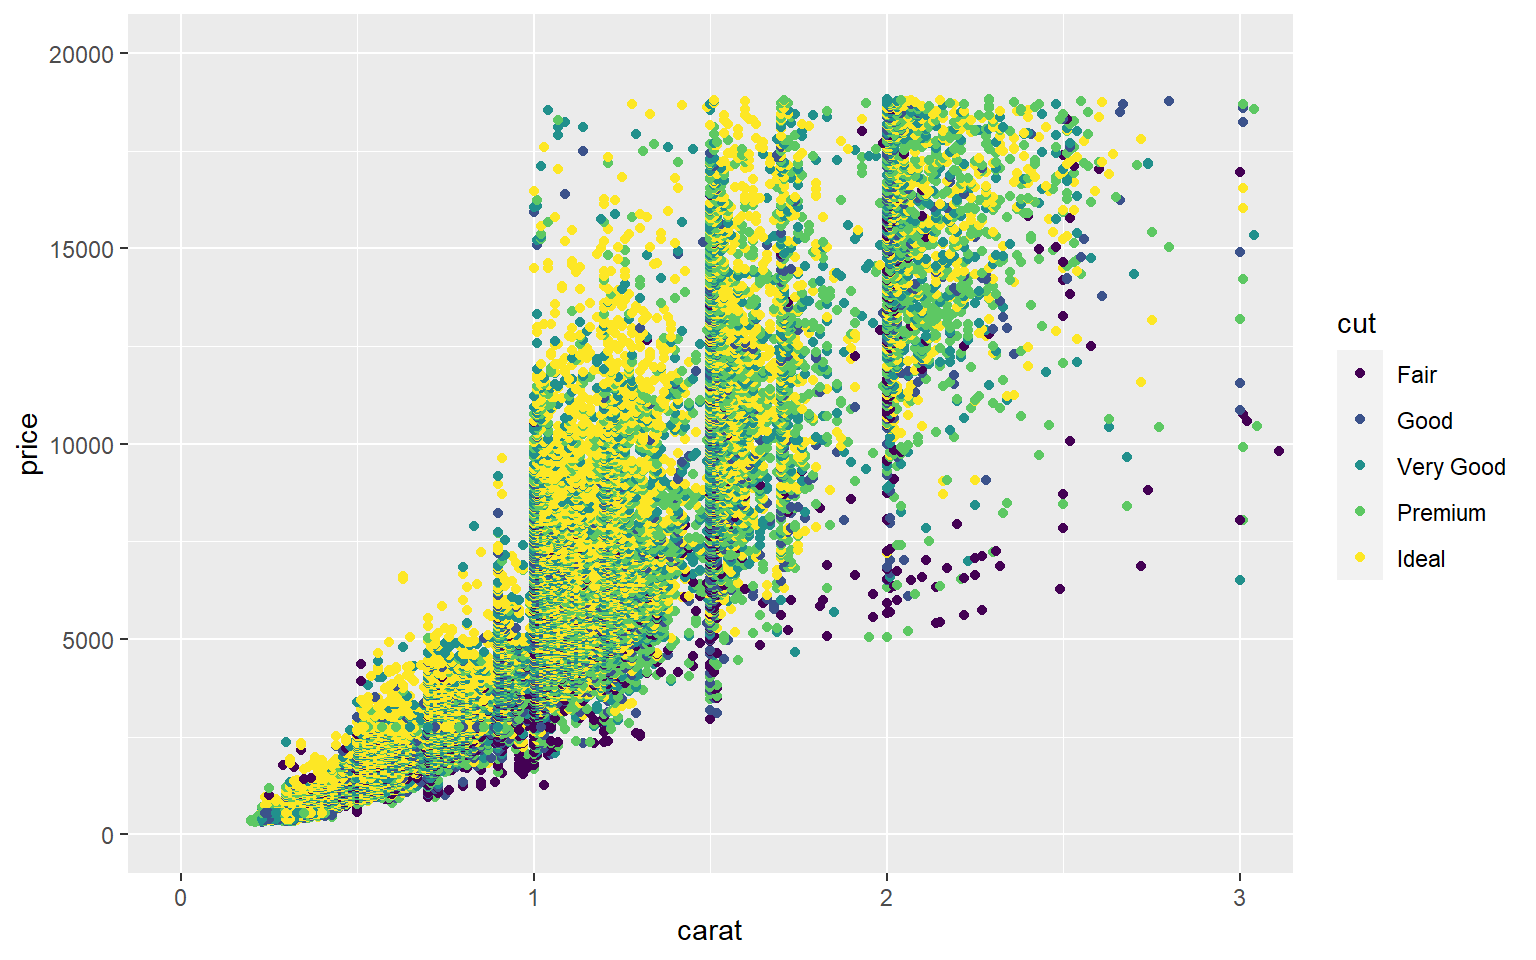 20000
15000
10000
5000
0
price
0
1
2
3
carat
cut
Fair
Good
Very Good
Premium
Ideal